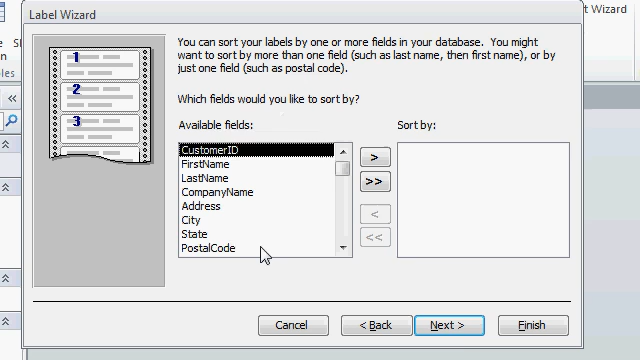 Label Wizard
t Wizard
1
2
3
You can sort your labels by one or more fields in your database. You might
want to sort by more than one field (such as last name, then first name), or by
just one field (such as postal code).
Which fields would you like to sort by?
Available fields:
Sort by:
CustomerID
FirstName
LastName
CompanyName
Address
City
State
PostalCode
>
>>
<
<<
Cancel
< Back
Next >
Finish